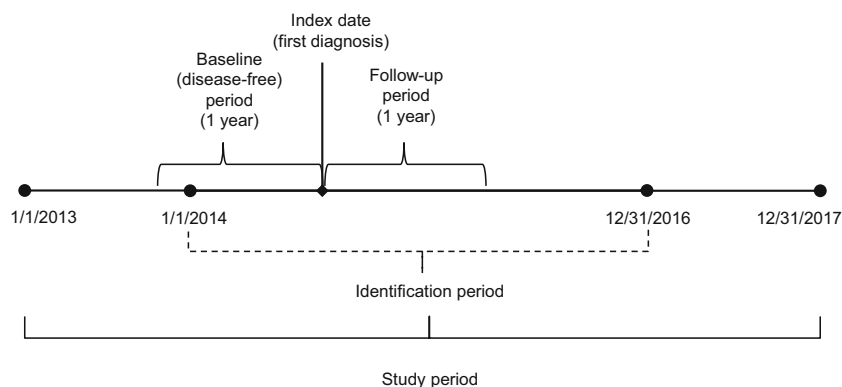 Index date
(first diagnosis)
Baseline
(disease-free)
period
(1 year)
Follow-up
period
(1 year)
1/1/2013
1/1/2014
12/31/2016
12/31/2017
Identification period
Study period